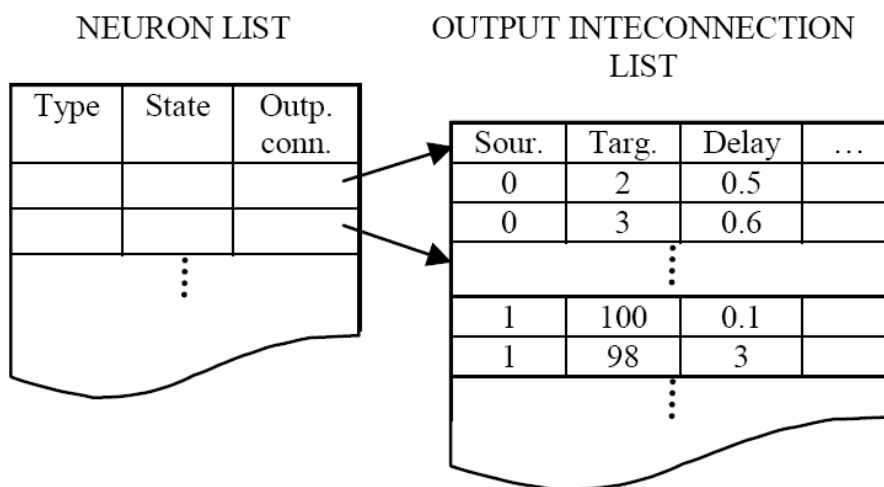 NEURON LIST
Type State Outp. conn.
OUTPUT INTECONNECTION
LIST
Sour. Targ. Delay ...
0 2 0.5
0 3 0.6
1 100 0.1
1 98 3